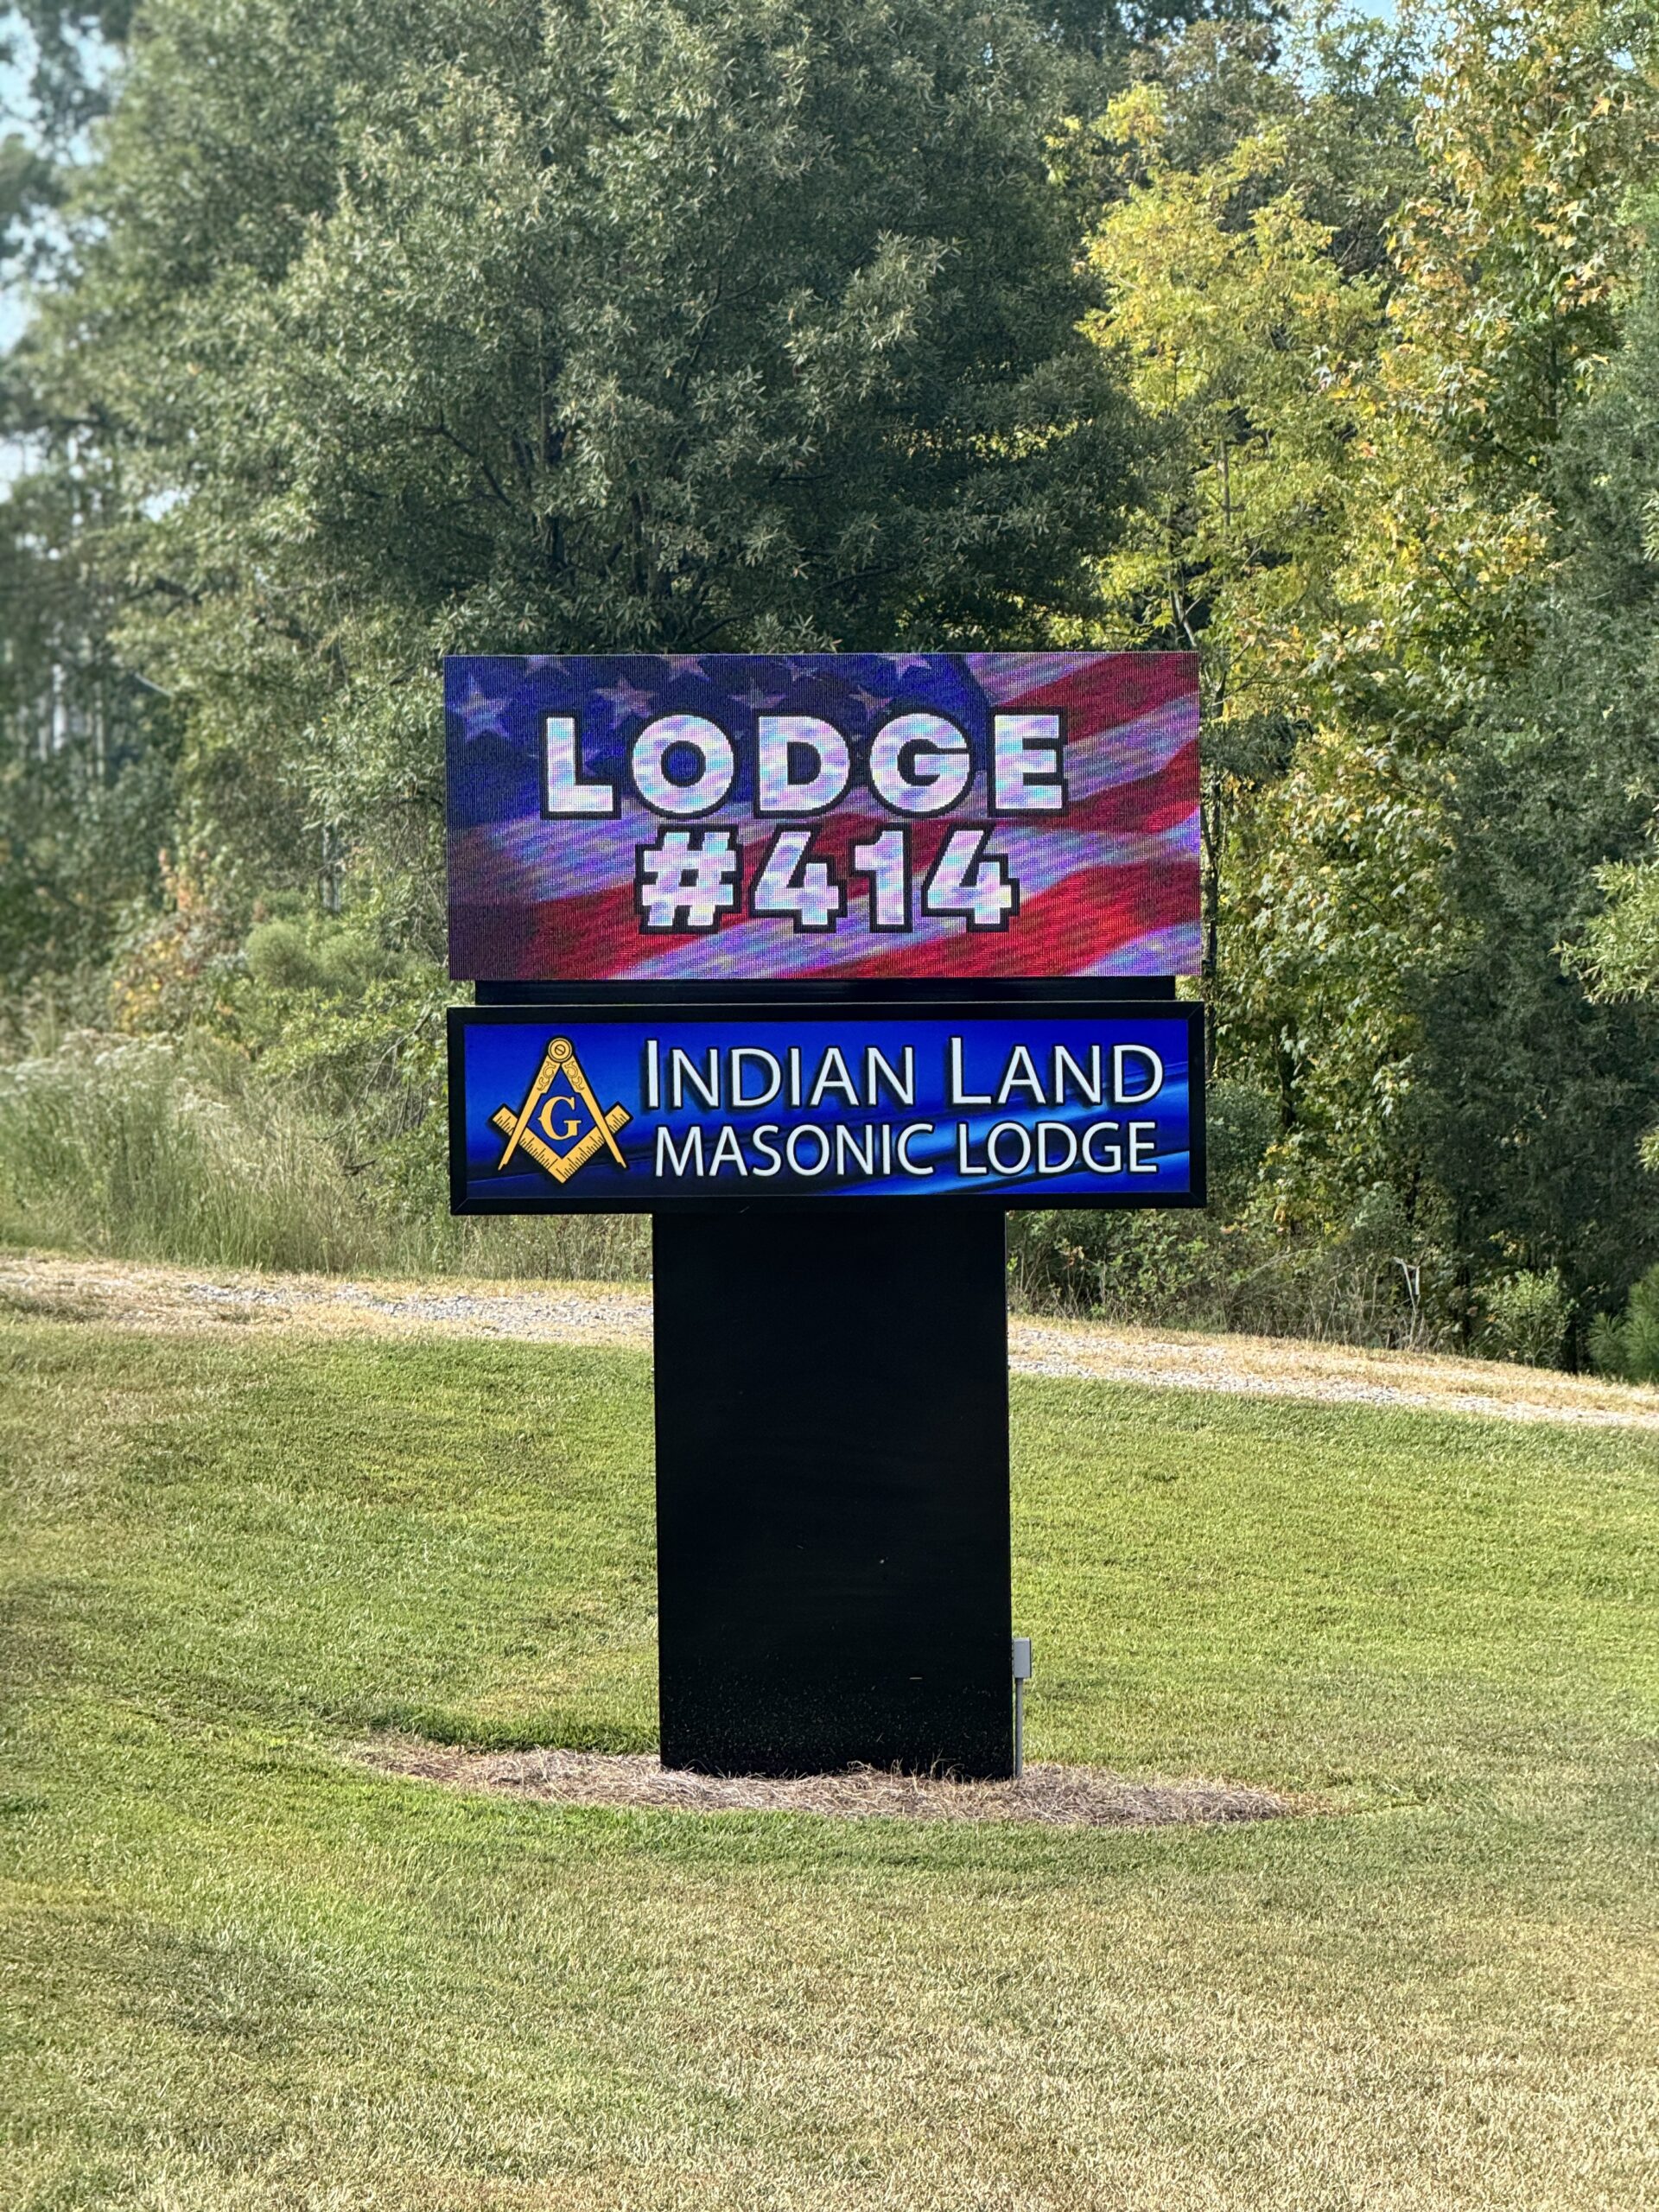 LODGE
#414
G
INDIAN LAND
MASONIC LODGE